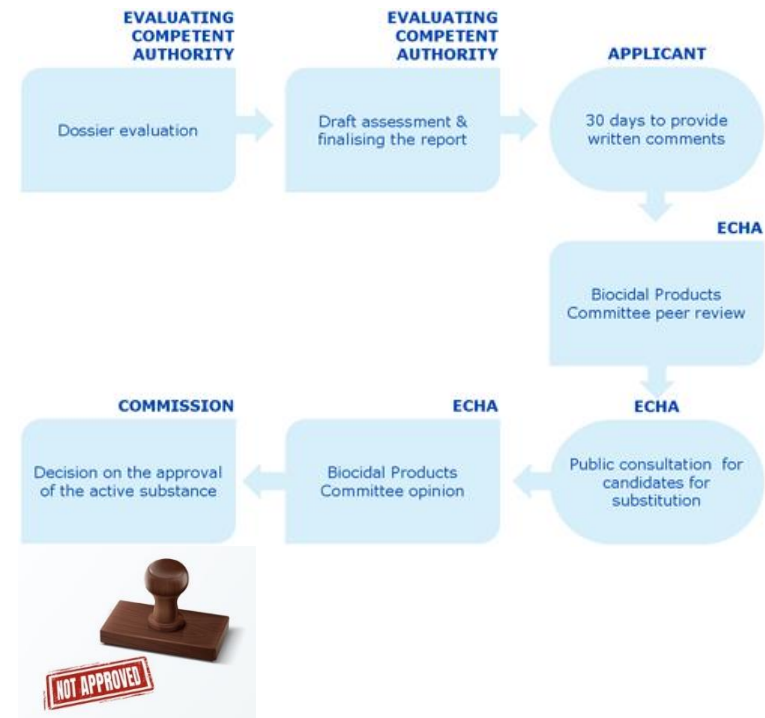 EVALUATING
COMPETENT
AUTHORITY
Dossier evaluation
EVALUATING
COMPETENT
AUTHORITY
Draft assessment &
finalising the report
APPLICANT
30 days to provide
written comments
ECHA
Biocidal Products
Committee peer review
ECHA
Public consultation for
candidates for
substitution
ECHA
Biocidal Products
Committee opinion
COMMISSION
Decision on the approval
of the active substance
NOT APPROVED